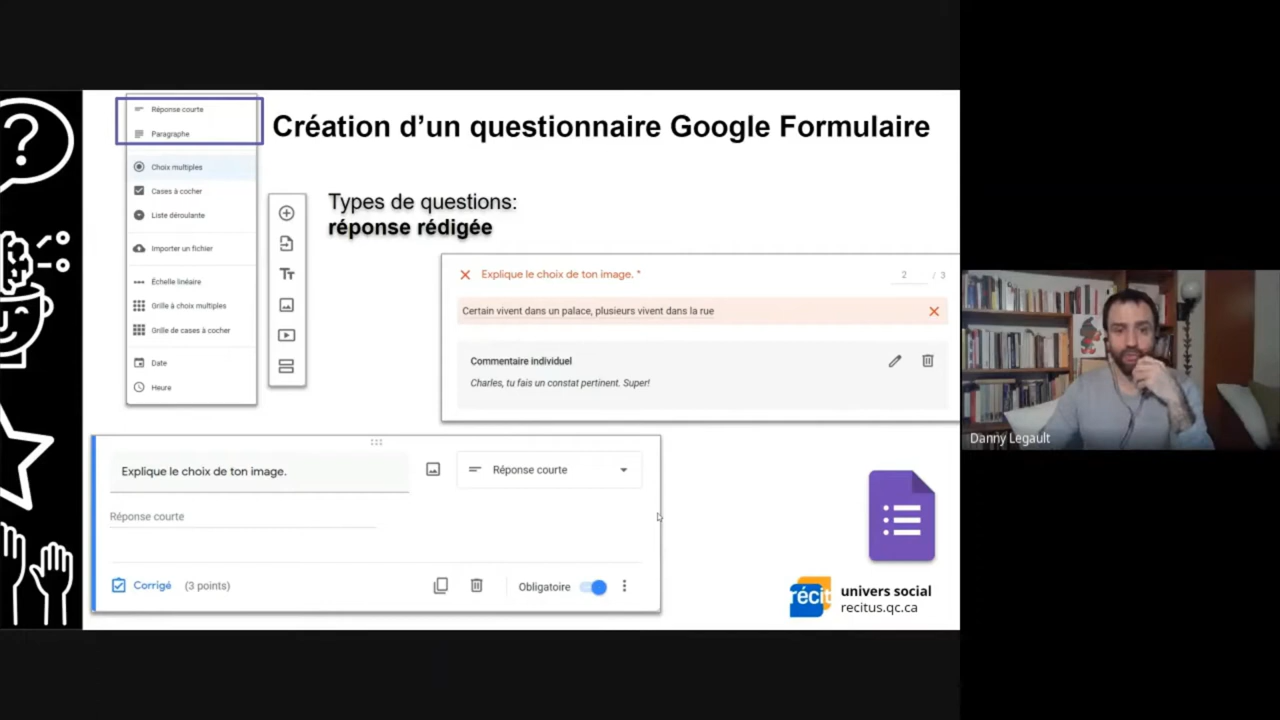 Réponse courte
Paragraphe
Choix multiples
Cases à cocher
Liste déroulante
Importer un fichier
Échelle linéaire
Grille à choix multiples
Grille de cases à cocher
Date
Heure
Création d'un questionnaire Google Formulaire
Types de questions:
réponse rédigée
Tт
Explique le choix de ton image. *
2 / 3
Certain vivent dans un palace, plusieurs vivent dans la rue
Commentaire individuel
Charles, tu fais un constat pertinent. Super!
Explique le choix de ton image.
Réponse courte
Réponse courte
Corrigé (3 points)
Obligatoire
récit
univers social
recitus.qc.ca
Danny Legault